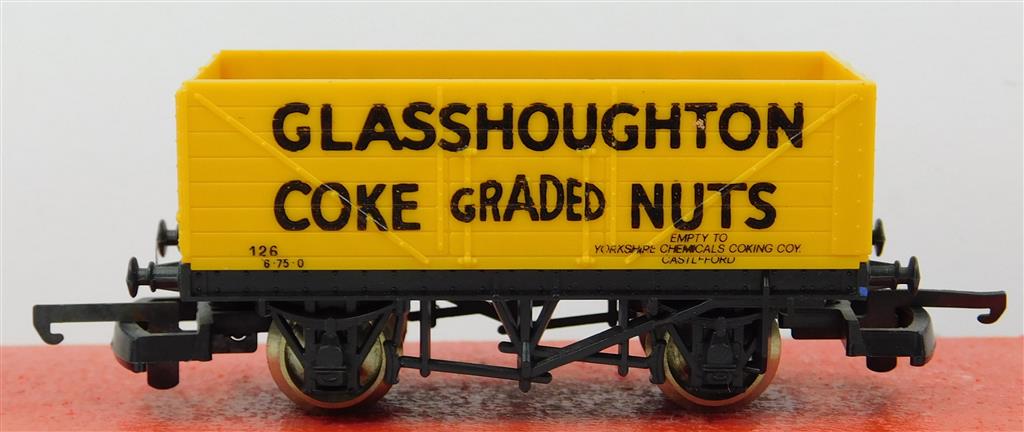 GLASSHOUGHTON
COKE GRADED NUTS
126
6·75·0
EMPTY TO
YORKSHIRE CHEMICALS COKING COY.
CASTLEFORD